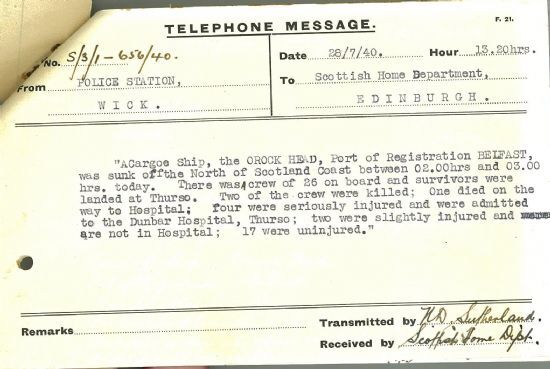 TELEPHONE MESSAGE.
F. 21.
No. S/3/1-656/40.
Date 28/7/40. Hour 13.20hrs.
From POLICE STATION,
WICK.
To Scottish Home Department,
EDINBURGH.
"ACargoe Ship, the OROCK HEAD, Port of Registration BELFAST,
was sunk offthe North of Scotland Coast between 02.00hrs and 03.00
hrs. today. There was crew of 26 on board and survivors were
landed at Thurso. Two of the crew were killed; One died on the
way to Hospital; four were seriously injured and were admitted
to the Dunbar Hospital, Thurso; two were slightly injured and
are not in Hospital; 17 were uninjured."
Remarks
Transmitted by N.D. Sutherland.
Received by Scottish Home Dept.